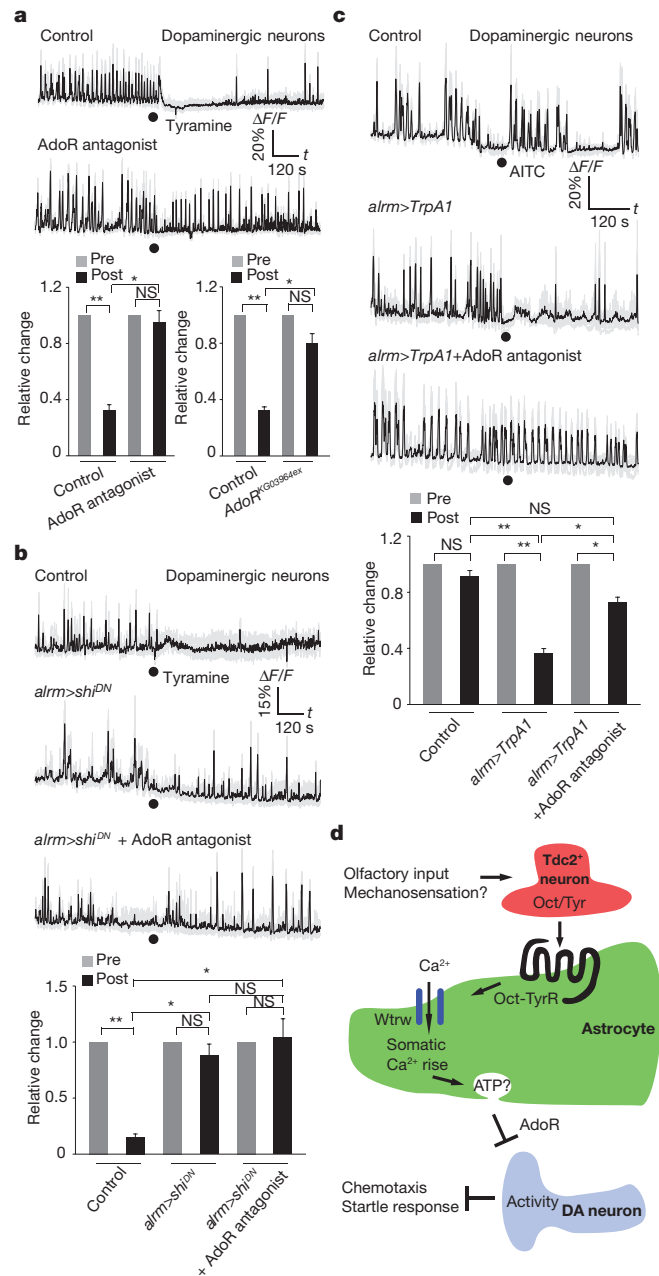 a
Control Dopaminergic neurons
Tyramine
20% ΔF/F
t
120 s
AdoR antagonist
Pre
Post
Relative change
1.2
0.8
0.4
0
** * NS
Control
AdoR antagonist
Relative change
1.2
0.8
0.4
0
** * NS
Control
AdoR^KG03964ex
b
Control Dopaminergic neurons
Tyramine
15% ΔF/F
t
120 s
alrm>shi^DN
alrm>shi^DN + AdoR antagonist
Pre
Post
Relative change
1.5
1.0
0.5
0
*
* NS
** NS NS
Control
alrm>shi^DN
alrm>shi^DN
+ AdoR antagonist
c
Control Dopaminergic neurons
AITC
20% ΔF/F
t
120 s
alrm>TrpA1
alrm>TrpA1+AdoR antagonist
Pre
Post
Relative change
1.2
0.8
0.4
0
NS
** *
NS ** *
Control
alrm>TrpA1
alrm>TrpA1
+AdoR antagonist
d
Olfactory input
Mechanosensation?
Tdc2+
neuron
Oct/Tyr
Ca2+
Oct-TyrR
Wtrw
Astrocyte
Somatic
Ca2+ rise
ATP?
AdoR
Chemotaxis
Startle response
Activity
DA neuron